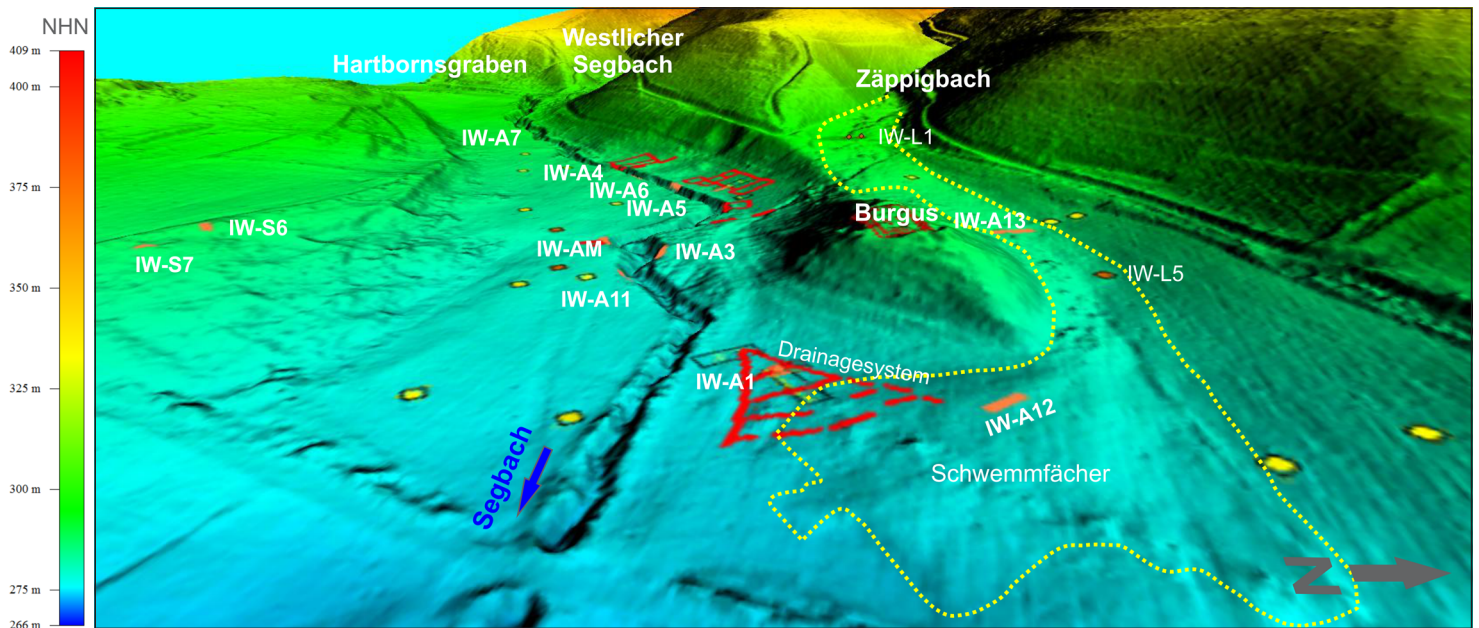 NHN
409 m
400 m
375 m
350 m
325 m
300 m
275 m
266 m
Hartbornsgraben
Westlicher
Segbach
Zäppigbach
IW-A7
IW-L1
IW-A4
IW-A6
IW-A5
Burgus
IW-A13
IW-S6
IW-S7
IW-AM
IW-A3
IW-L5
IW-A11
Drainagesystem
IW-A1
IW-A12
Segbach
Schwemmfächer
N